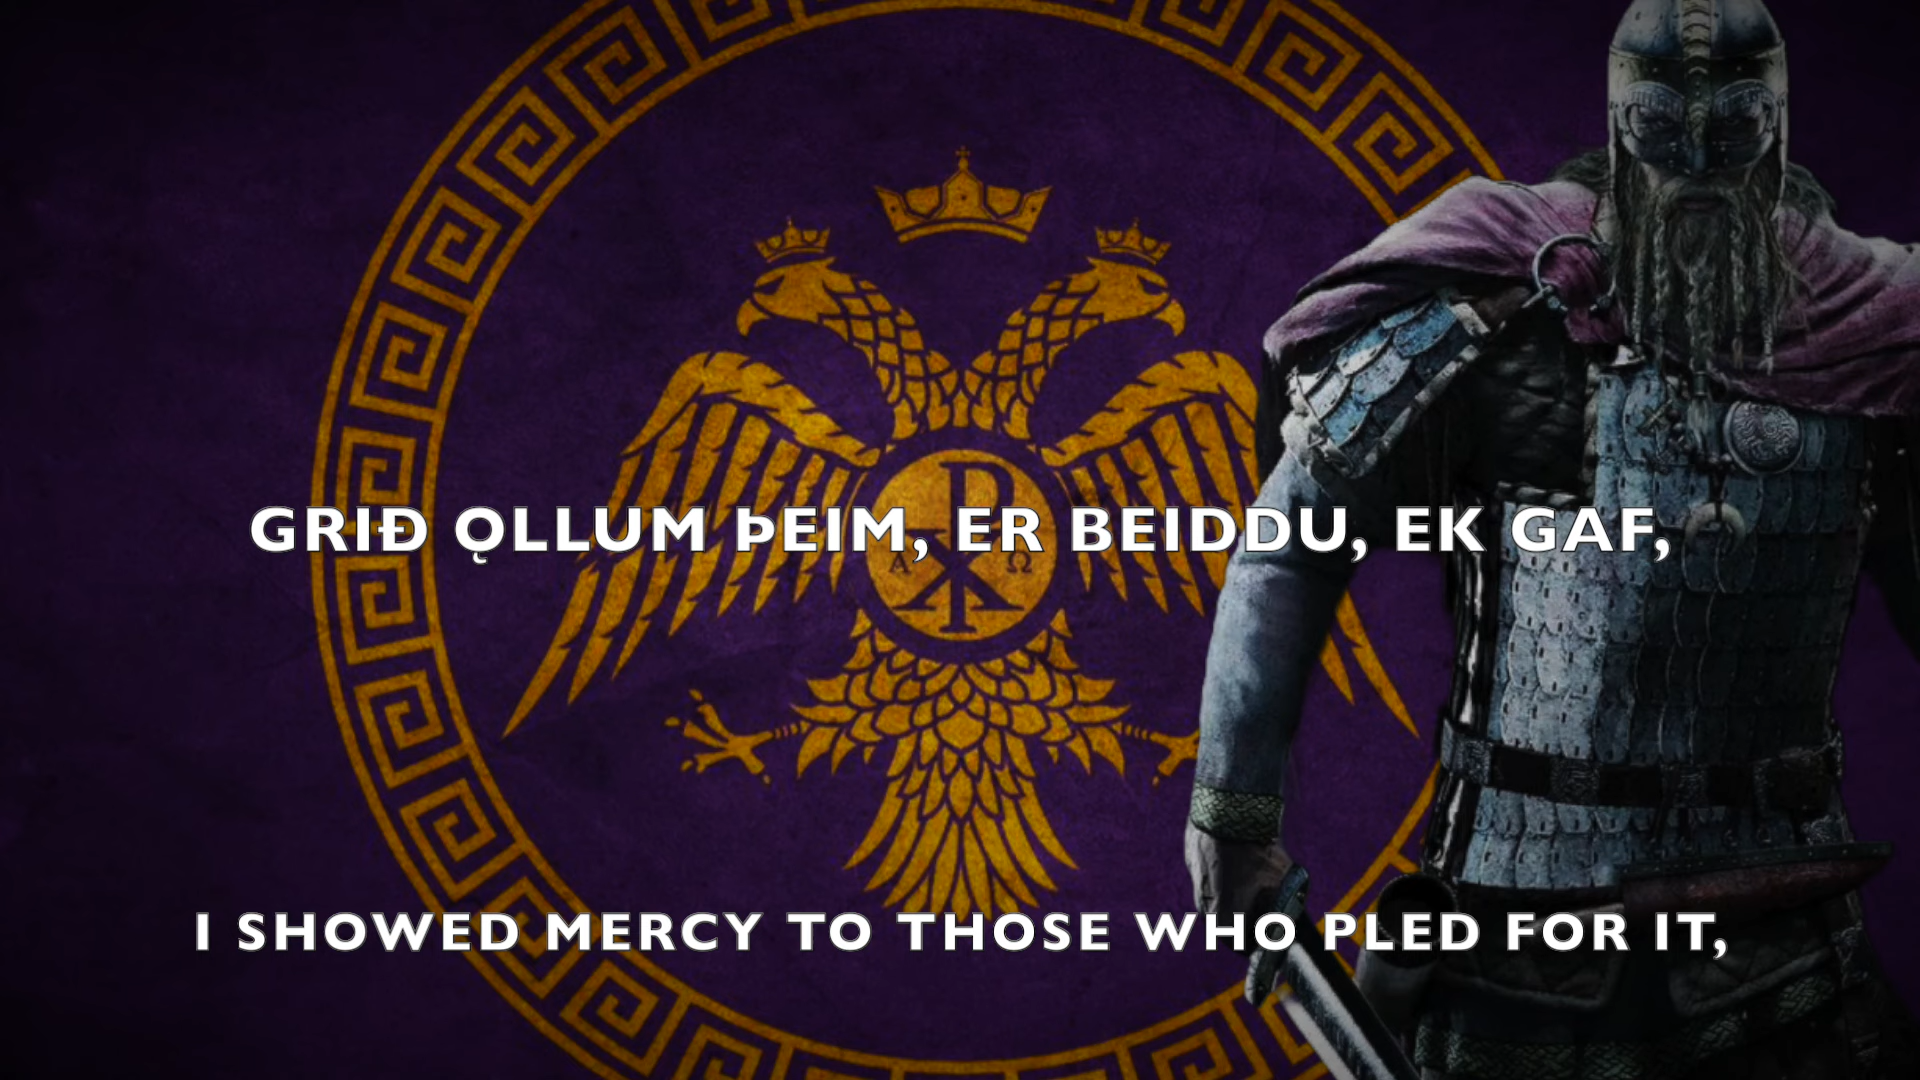 GRIÐ ǪLLUM ÞEIM, ER BEIDDU, EK GAF,
Α Ω
I SHOWED MERCY TO THOSE WHO PLED FOR IT,